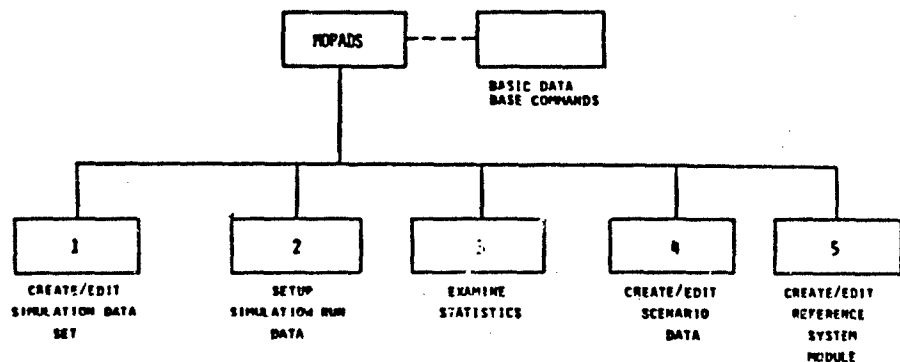 MOPADS
BASIC DATA
BASE COMMANDS
1
2
3
4
5
CREATE/EDIT
SIMULATION DATA
SET
SETUP
SIMULATION RUN
DATA
EXAMINE
STATISTICS
CREATE/EDIT
SCENARIO
DATA
CREATE/EDIT
REFERENCE
SYSTEM
MODULE